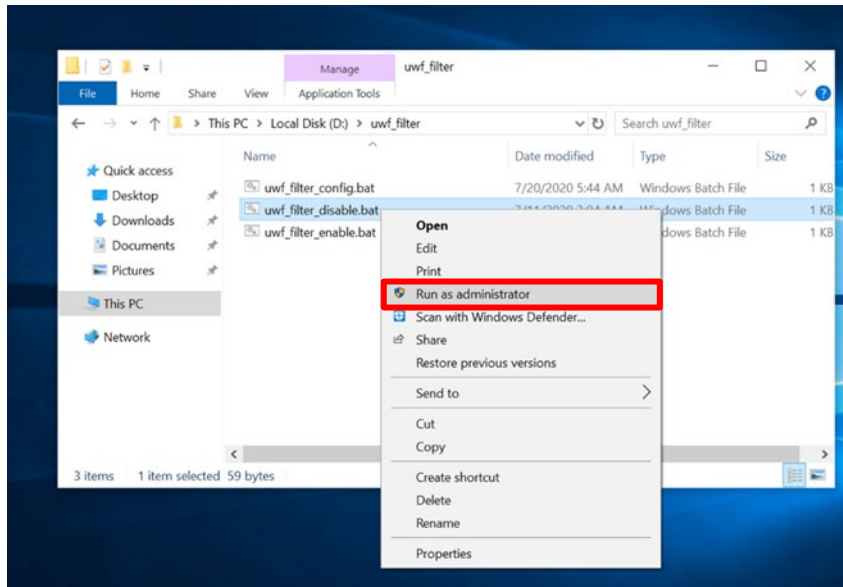 Manage uwf_filter
File Home Share View Application Tools
This PC > Local Disk (D:) > uwf_filter Search uwf_filter
Name Date modified Type Size
Quick access
Desktop
Downloads
Documents
Pictures
This PC
Network
uwf_filter_config.bat 7/20/2020 5:44 AM Windows Batch File 1 KB
uwf_filter_disable.bat 1 KB
uwf_filter_enable.bat dows Batch File 1 KB
Open
Edit
Print
Run as administrator
Scan with Windows Defender...
Share
Restore previous versions
Send to
Cut
Copy
Create shortcut
Delete
Rename
Properties
3 items 1 item selected 59 bytes